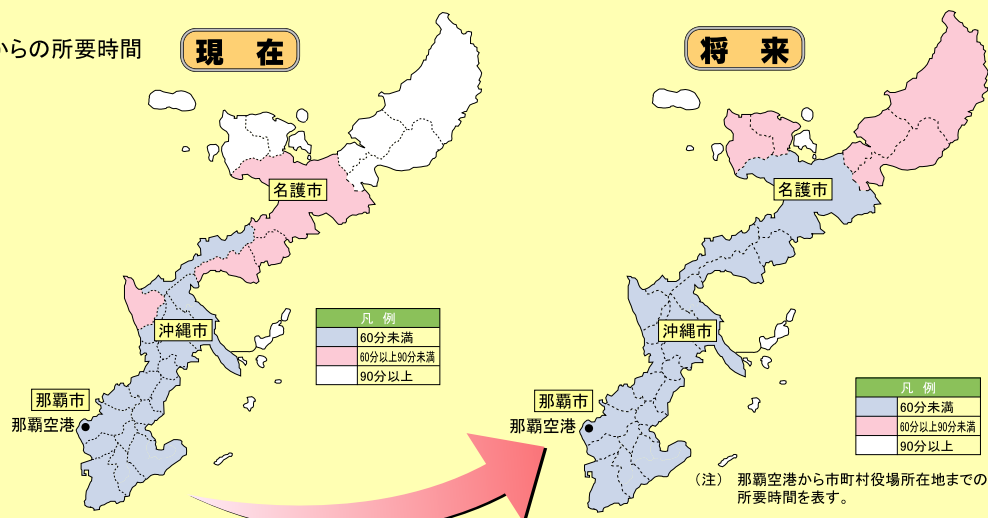 からの所要時間
現 在
将 来
名護市
沖縄市
那覇市
那覇空港
凡 例
60分未満
60分以上90分未満
90分以上
名護市
沖縄市
那覇市
那覇空港
凡 例
60分未満
60分以上90分未満
90分以上
(注) 那覇空港から市町村役場所在地までの
所要時間を表す。